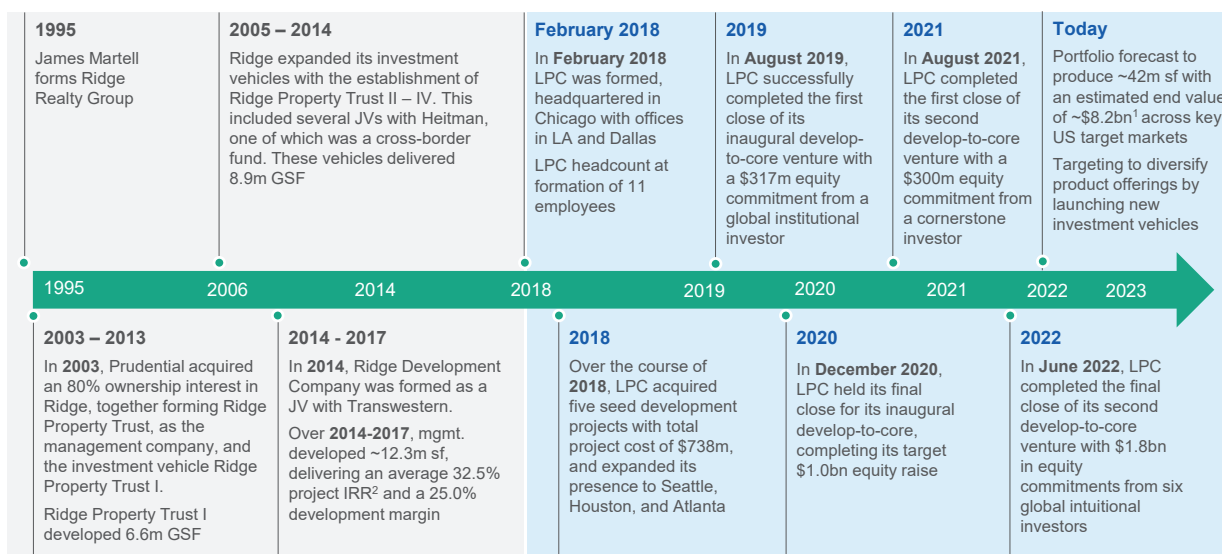 1995
James Martell
forms Ridge
Realty Group
2005 – 2014
Ridge expanded its investment
vehicles with the establishment of
Ridge Property Trust II – IV. This
included several JVs with Heitman,
one of which was a cross-border
fund. These vehicles delivered
8.9m GSF
February 2018
In February 2018
LPC was formed,
headquartered in
Chicago with offices
in LA and Dallas
LPC headcount at
formation of 11
employees
2019
In August 2019,
LPC successfully
completed the first
close of its
inaugural develop-
to-core venture with
a $317m equity
commitment from a
global institutional
investor
2021
In August 2021,
LPC completed
the first close of
its second
develop-to-core
venture with a
$300m equity
commitment from
a cornerstone
investor
Today
Portfolio forecast to
produce ~42m sf with
an estimated end value
of ~$8.2bn¹ across key
US target markets
Targeting to diversify
product offerings by
launching new
investment vehicles
1995 2006 2014 2018 2019 2020 2021 2022 2023
2003 – 2013
In 2003, Prudential acquired
an 80% ownership interest in
Ridge, together forming Ridge
Property Trust, as the
management company, and
the investment vehicle Ridge
Property Trust I.
Ridge Property Trust I
developed 6.6m GSF
2014 - 2017
In 2014, Ridge Development
Company was formed as a
JV with Transwestern.
Over 2014-2017, mgmt.
developed ~12.3m sf,
delivering an average 32.5%
project IRR² and a 25.0%
development margin
2018
Over the course of
2018, LPC acquired
five seed development
projects with total
project cost of $738m,
and expanded its
presence to Seattle,
Houston, and Atlanta
2020
In December 2020,
LPC held its final
close for its inaugural
develop-to-core,
completing its target
$1.0bn equity raise
2022
In June 2022, LPC
completed the final
close of its second
develop-to-core
venture with $1.8bn
in equity
commitments from six
global intuitional
investors